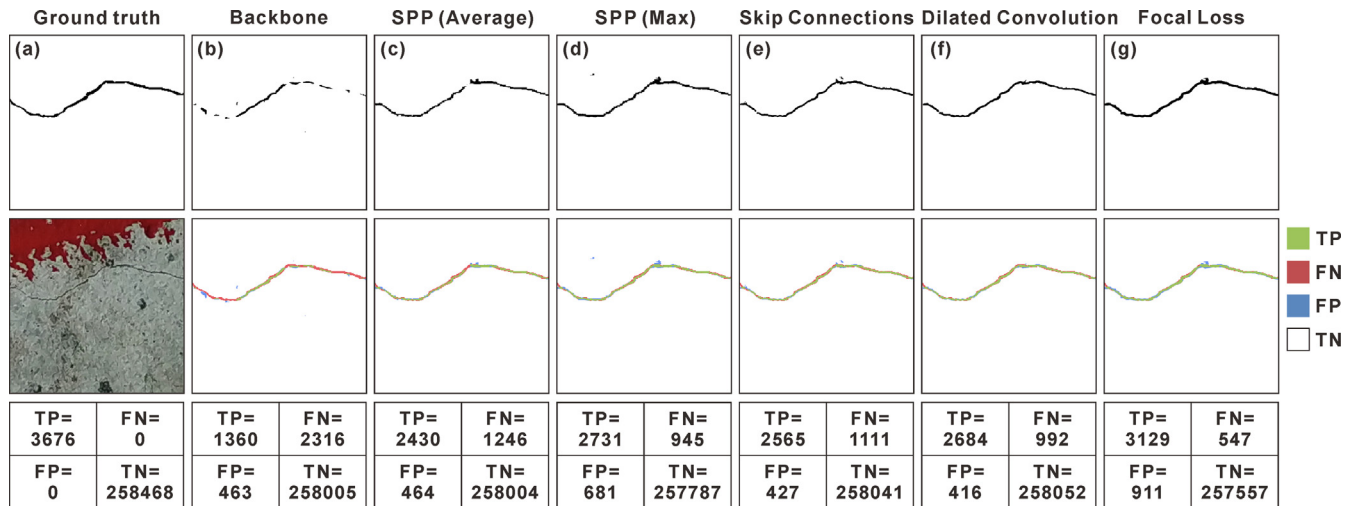 Ground truth Backbone SPP (Average) SPP (Max) Skip Connections Dilated Convolution Focal Loss
(a) (b) (c) (d) (e) (f) (g)
TP
FN
FP
TN
TP= FN= TP= FN= TP= FN= TP= FN= TP= FN= TP= FN= TP= FN=
3676 0 1360 2316 2430 1246 2731 945 2565 1111 2684 992 3129 547
FP= TN= FP= TN= FP= TN= FP= TN= FP= TN= FP= TN= FP= TN=
0 258468 463 258005 464 258004 681 257787 427 258041 416 258052 911 257557